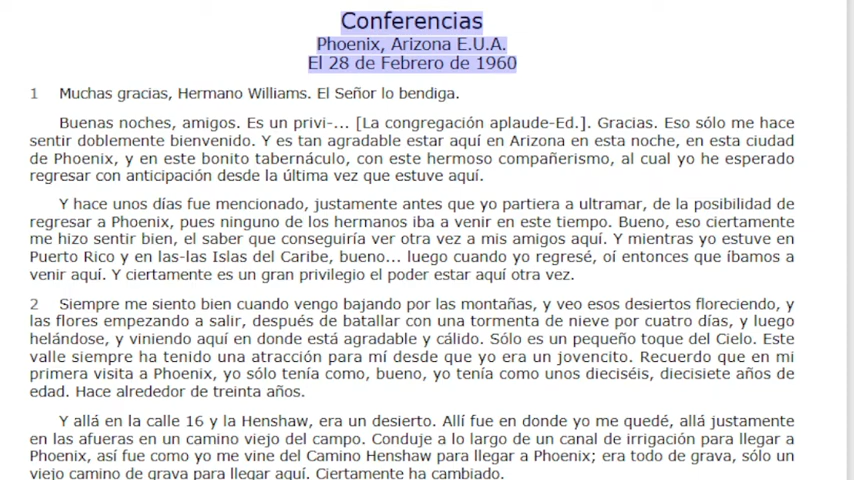 Conferencias
Phoenix, Arizona E.U.A.
El 28 de Febrero de 1960
1 Muchas gracias, Hermano Williams. El Señor lo bendiga.
Buenas noches, amigos. Es un privi-... [La congregación aplaude-Ed.]. Gracias. Eso sólo me hace
sentir doblemente bienvenido. Y es tan agradable estar aquí en Arizona en esta noche, en esta ciudad
de Phoenix, y en este bonito tabernáculo, con este hermoso compañerismo, al cual yo he esperado
regresar con anticipación desde la última vez que estuve aquí.
Y hace unos días fue mencionado, justamente antes que yo partiera a ultramar, de la posibilidad de
regresar a Phoenix, pues ninguno de los hermanos iba a venir en este tiempo. Bueno, eso ciertamente
me hizo sentir bien, el saber que conseguiría ver otra vez a mis amigos aquí. Y mientras yo estuve en
Puerto Rico y en las-las Islas del Caribe, bueno... luego cuando yo regresé, oí entonces que íbamos a
venir aquí. Y ciertamente es un gran privilegio el poder estar aquí otra vez.
2 Siempre me siento bien cuando vengo bajando por las montañas, y veo esos desiertos floreciendo, y
las flores empezando a salir, después de batallar con una tormenta de nieve por cuatro días, y luego
helándose, y viniendo aquí en donde está agradable y cálido. Sólo es un pequeño toque del Cielo. Este
valle siempre ha tenido una atracción para mí desde que yo era un jovencito. Recuerdo que en mi
primera visita a Phoenix, yo sólo tenía como, bueno, yo tenía como unos dieciséis, diecisiete años de
edad. Hace alrededor de treinta años.
Y allá en la calle 16 y la Henshaw, era un desierto. Allí fue en donde yo me quedé, allá justamente
en las afueras en un camino viejo del campo. Conduje a lo largo de un canal de irrigación para llegar a
Phoenix, así fue como yo me vine del Camino Henshaw para llegar a Phoenix; era todo de grava, sólo un
viejo camino de grava para llegar aquí. Ciertamente ha cambiado.